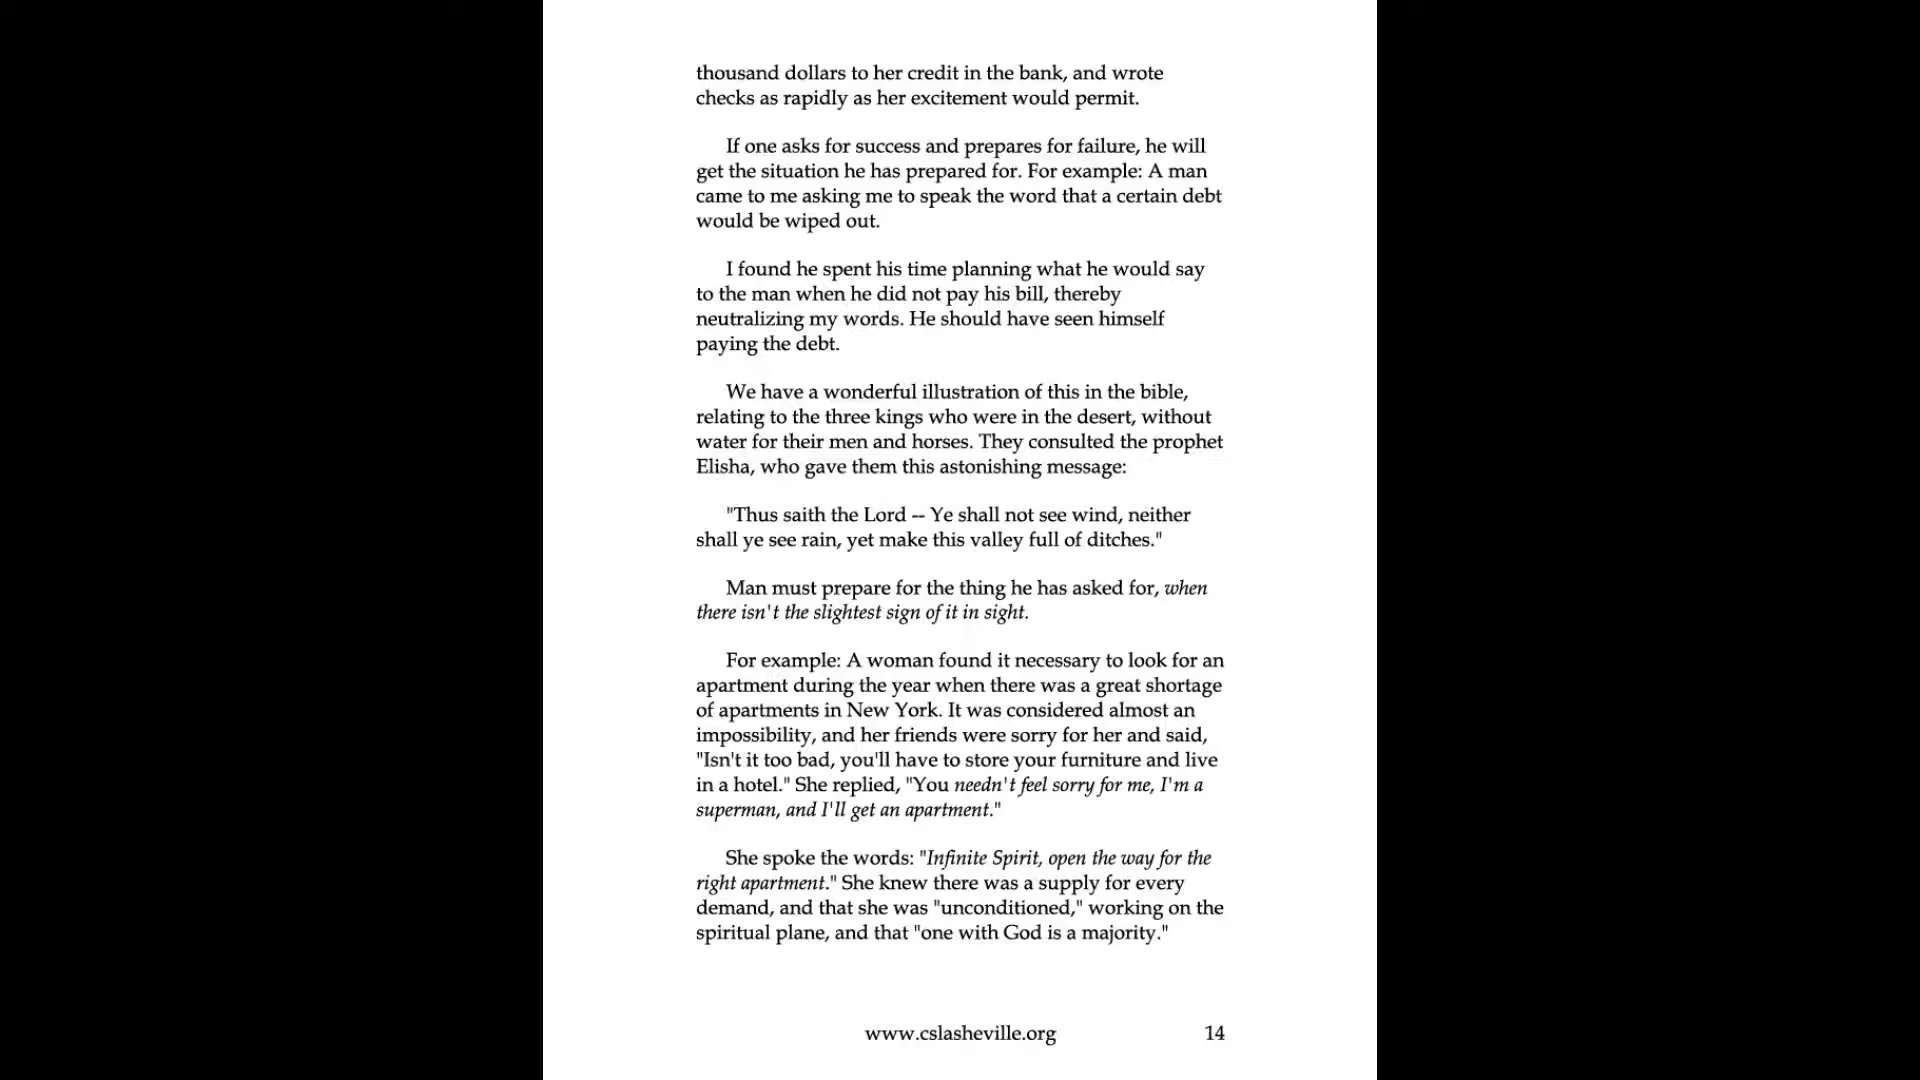 thousand dollars to her credit in the bank, and wrote
checks as rapidly as her excitement would permit.
If one asks for success and prepares for failure, he will
get the situation he has prepared for. For example: A man
came to me asking me to speak the word that a certain debt
would be wiped out.
I found he spent his time planning what he would say
to the man when he did not pay his bill, thereby
neutralizing my words. He should have seen himself
paying the debt.
We have a wonderful illustration of this in the bible,
relating to the three kings who were in the desert, without
water for their men and horses. They consulted the prophet
Elisha, who gave them this astonishing message:
"Thus saith the Lord -- Ye shall not see wind, neither
shall ye see rain, yet make this valley full of ditches."
Man must prepare for the thing he has asked for, when
there isn't the slightest sign of it in sight.
For example: A woman found it necessary to look for an
apartment during the year when there was a great shortage
of apartments in New York. It was considered almost an
impossibility, and her friends were sorry for her and said,
"Isn't it too bad, you'll have to store your furniture and live
in a hotel." She replied, "You needn't feel sorry for me, I'm a
superman, and I'll get an apartment."
She spoke the words: "Infinite Spirit, open the way for the
right apartment." She knew there was a supply for every
demand, and that she was "unconditioned," working on the
spiritual plane, and that "one with God is a majority."
www.cslasheville.org 14